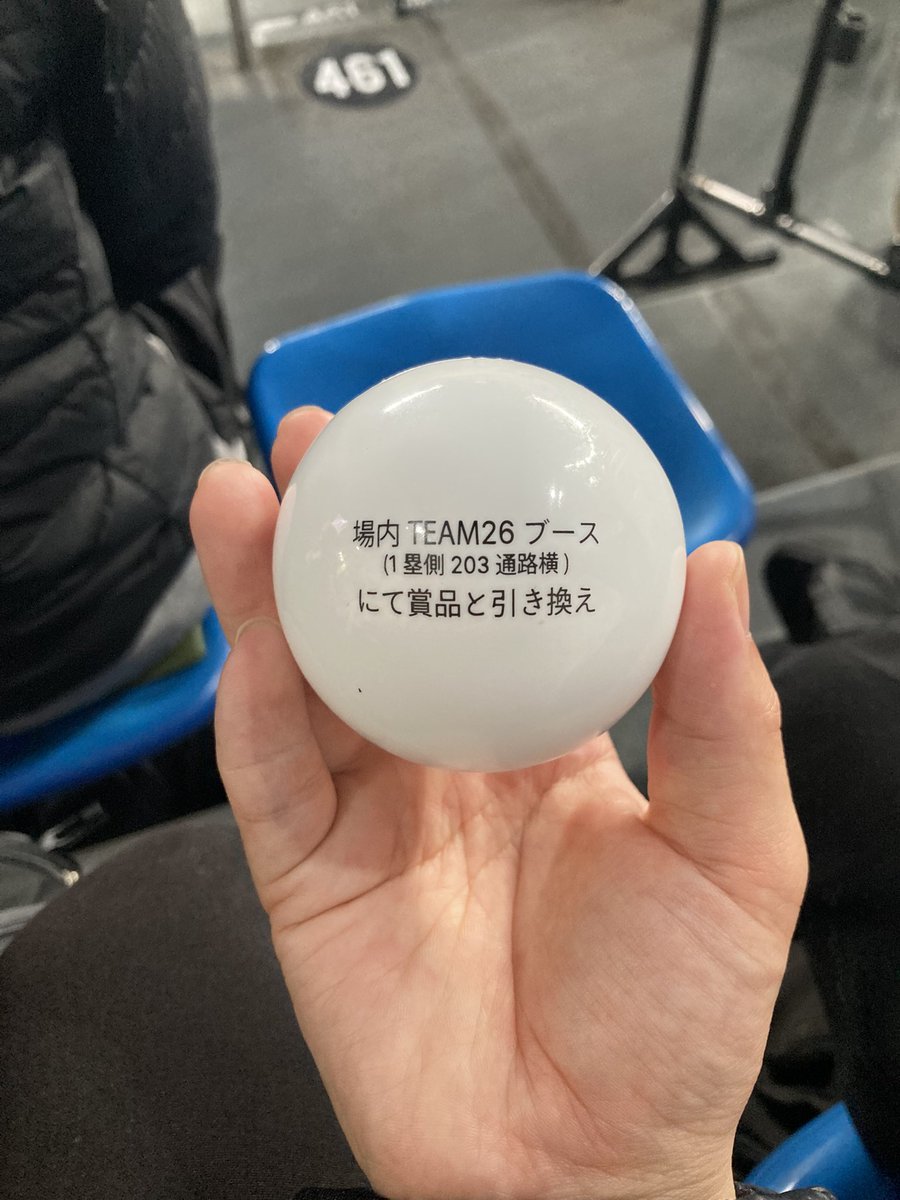 461
場内 TEAM26 ブース
(1塁側 203 通路横)
にて賞品と引き換え